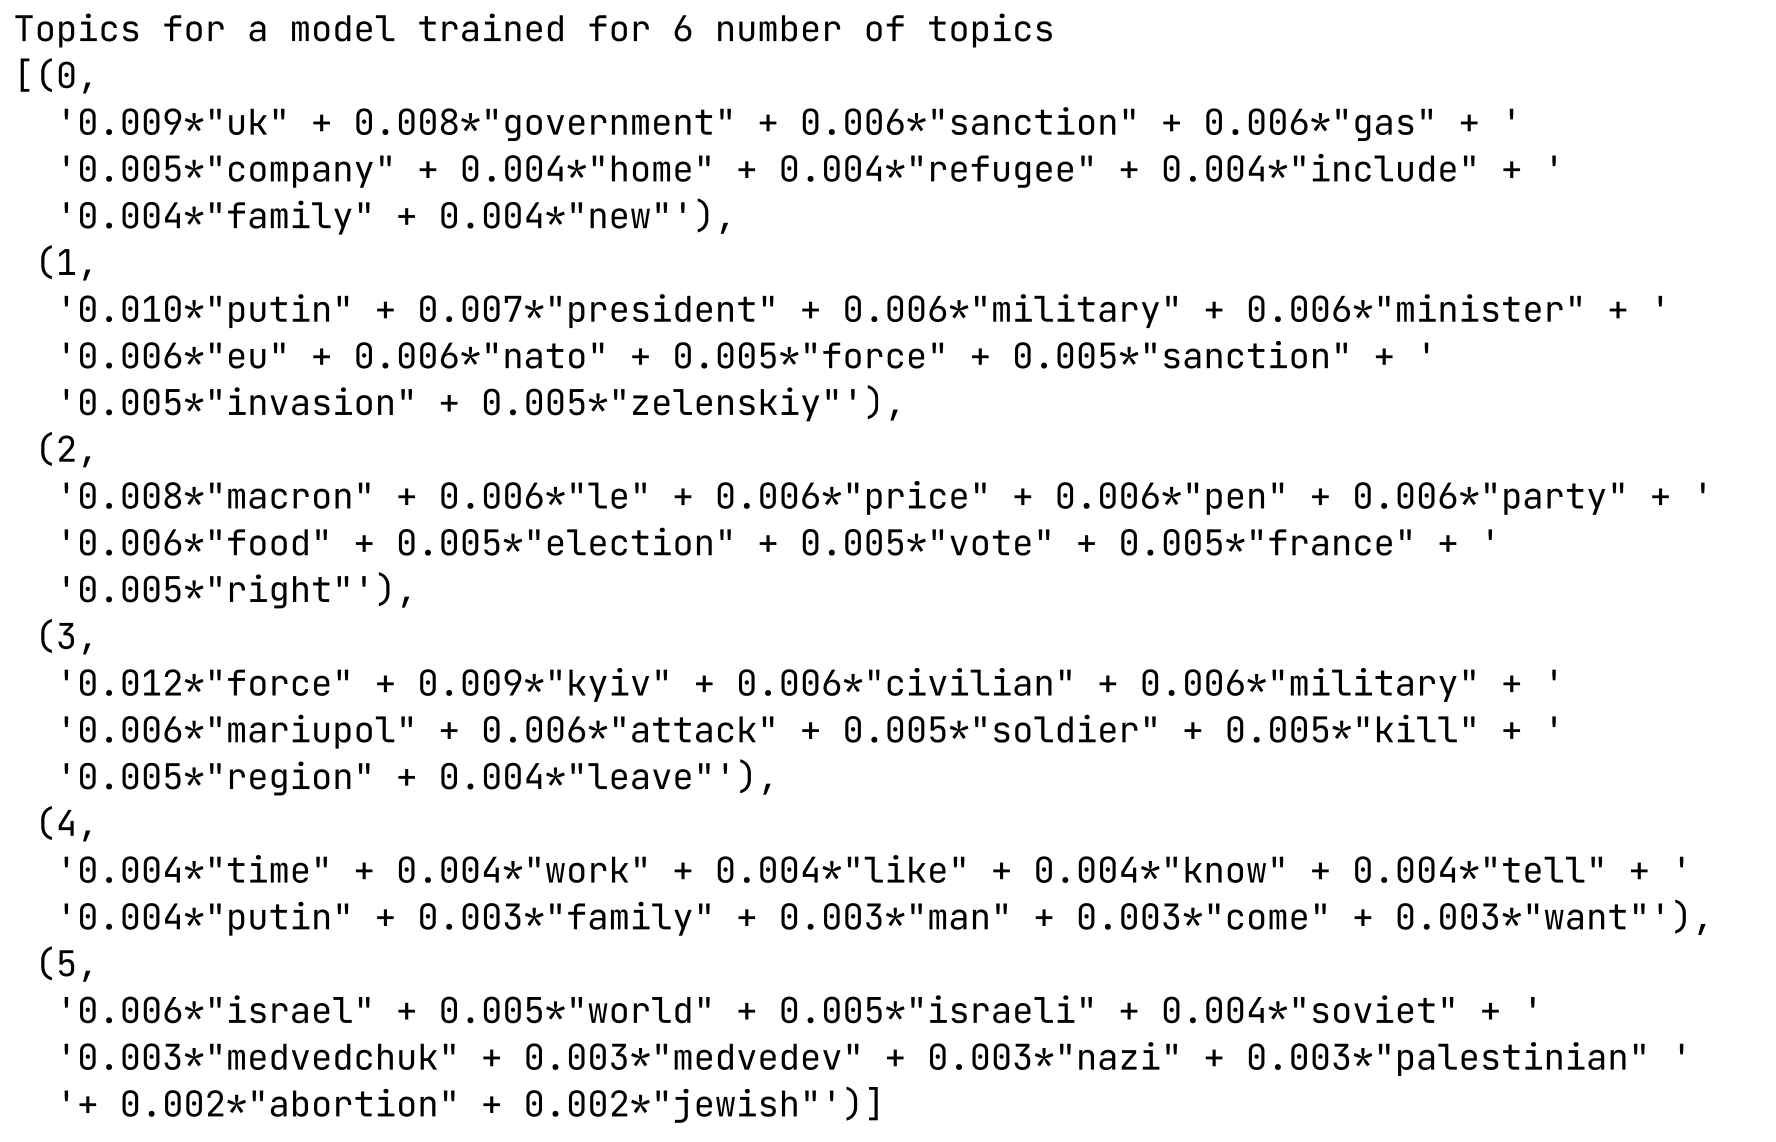 Topics for a model trained for 6 number of topics
[(0,
  '0.009*"uk" + 0.008*"government" + 0.006*"sanction" + 0.006*"gas" + '
  '0.005*"company" + 0.004*"home" + 0.004*"refugee" + 0.004*"include" + '
  '0.004*"family" + 0.004*"new"'),
 (1,
  '0.010*"putin" + 0.007*"president" + 0.006*"military" + 0.006*"minister" + '
  '0.006*"eu" + 0.006*"nato" + 0.005*"force" + 0.005*"sanction" + '
  '0.005*"invasion" + 0.005*"zelenskiy"'),
 (2,
  '0.008*"macron" + 0.006*"le" + 0.006*"price" + 0.006*"pen" + 0.006*"party" + '
  '0.006*"food" + 0.005*"election" + 0.005*"vote" + 0.005*"france" + '
  '0.005*"right"'),
 (3,
  '0.012*"force" + 0.009*"kyiv" + 0.006*"civilian" + 0.006*"military" + '
  '0.006*"mariupol" + 0.006*"attack" + 0.005*"soldier" + 0.005*"kill" + '
  '0.005*"region" + 0.004*"leave"'),
 (4,
  '0.004*"time" + 0.004*"work" + 0.004*"like" + 0.004*"know" + 0.004*"tell" + '
  '0.004*"putin" + 0.003*"family" + 0.003*"man" + 0.003*"come" + 0.003*"want"'),
 (5,
  '0.006*"israel" + 0.005*"world" + 0.005*"israeli" + 0.004*"soviet" + '
  '0.003*"medvedchuk" + 0.003*"medvedev" + 0.003*"nazi" + 0.003*"palestinian" '
  '+ 0.002*"abortion" + 0.002*"jewish"')]